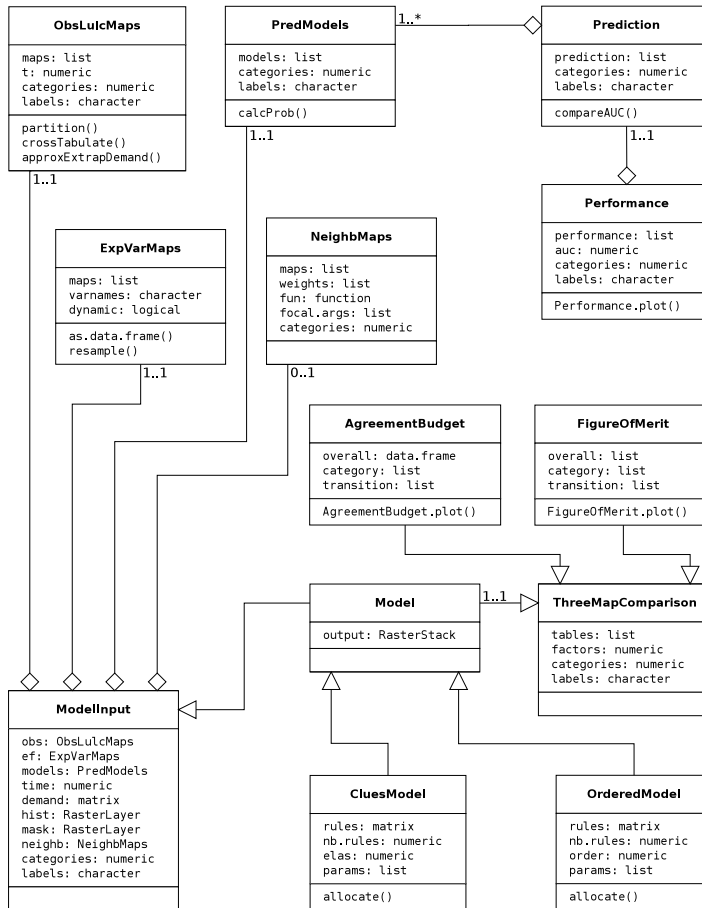 ObsLulcMaps
maps: list
t: numeric
categories: numeric
labels: character
partition()
crossTabulate()
approxExtrapDemand()
1..1
PredModels
models: list
categories: numeric
labels: character
calcProb()
1..1
1..*
Prediction
prediction: list
categories: numeric
labels: character
compareAUC()
1..1
Performance
performance: list
auc: numeric
categories: numeric
labels: character
Performance.plot()
ExpVarMaps
maps: list
varnames: character
dynamic: logical
as.data.frame()
resample()
1..1
NeighbMaps
maps: list
weights: list
fun: function
focal.args: list
categories: numeric
0..1
AgreementBudget
overall: data.frame
category: list
transition: list
AgreementBudget.plot()
FigureOfMerit
overall: list
category: list
transition: list
FigureOfMerit.plot()
Model
output: RasterStack
1..1
ThreeMapComparison
tables: list
factors: numeric
categories: numeric
labels: character
ModelInput
obs: ObsLulcMaps
ef: ExpVarMaps
models: PredModels
time: numeric
demand: matrix
hist: RasterLayer
mask: RasterLayer
neighb: NeighbMaps
categories: numeric
labels: character
CluesModel
rules: matrix
nb.rules: numeric
elas: numeric
params: list
allocate()
OrderedModel
rules: matrix
nb.rules: numeric
order: numeric
params: list
allocate()